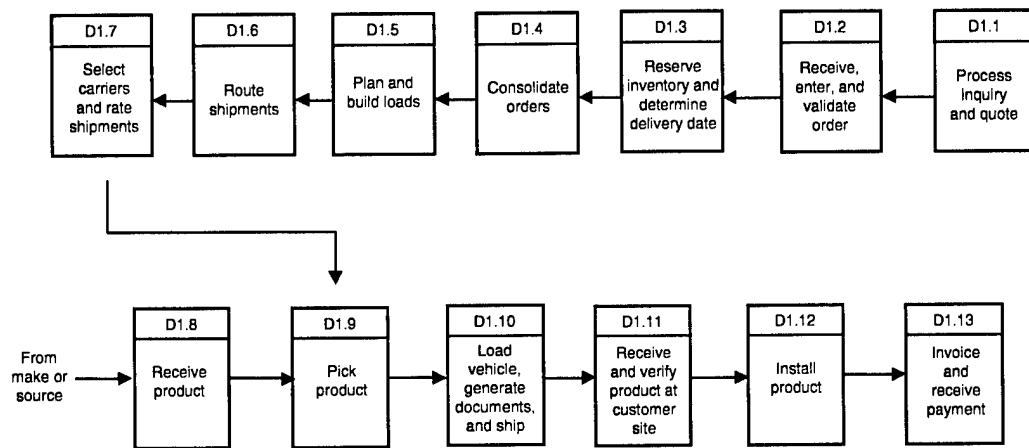 D1.7
Select
carriers
and rate
shipments
D1.6
Route
shipments
D1.5
Plan and
build loads
D1.4
Consolidate
orders
D1.3
Reserve
inventory and
determine
delivery date
D1.2
Receive,
enter, and
validate
order
D1.1
Process
inquiry
and quote
From
make or
source
D1.8
Receive
product
D1.9
Pick
product
D1.10
Load
vehicle,
generate
documents,
and ship
D1.11
Receive
and verify
product at
customer
site
D1.12
Install
product
D1.13
Invoice
and
receive
payment